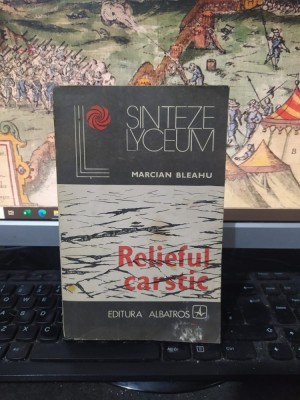 SINTEZE
LYCEUM
MARCIAN BLEAHU
Relieful
carstic
EDITURA ALBATROS